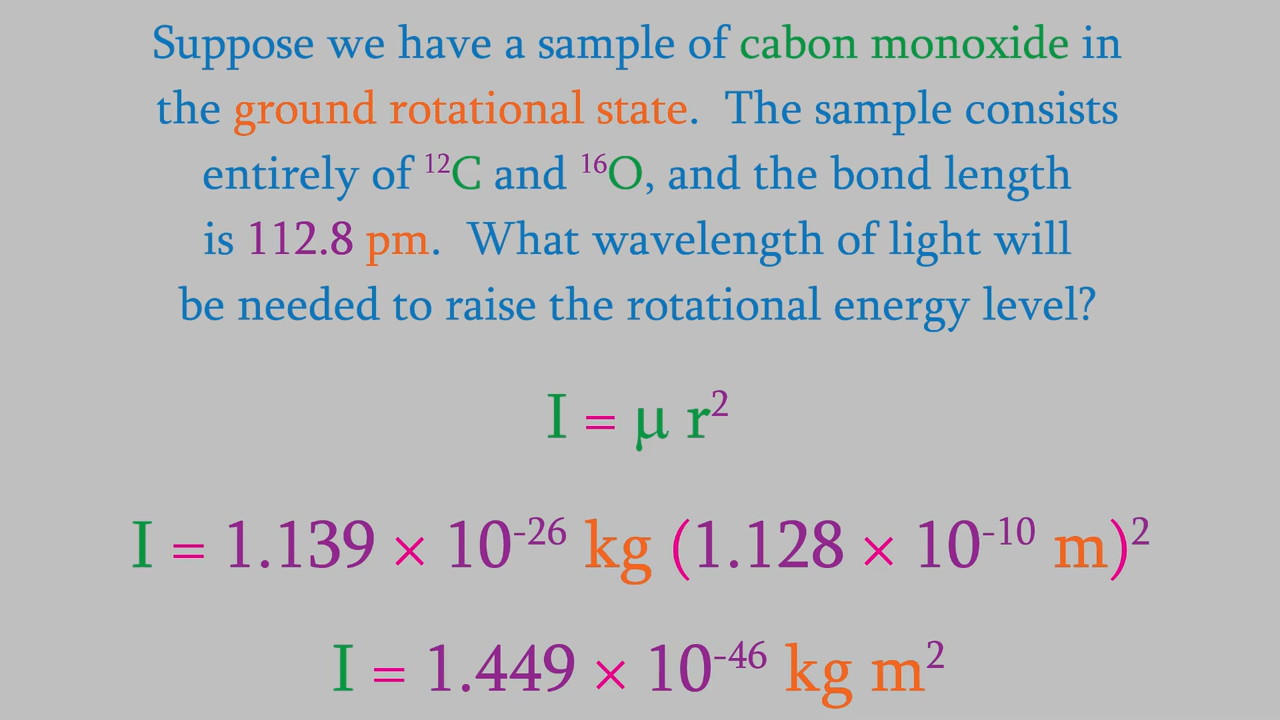 Suppose we have a sample of cabon monoxide in
the ground rotational state.  The sample consists
entirely of ¹²C and ¹⁶O, and the bond length
is 112.8 pm.  What wavelength of light will
be needed to raise the rotational energy level?
I = μ r²
I = 1.139 × 10⁻²⁶ kg (1.128 × 10⁻¹⁰ m)²
I = 1.449 × 10⁻⁴⁶ kg m²